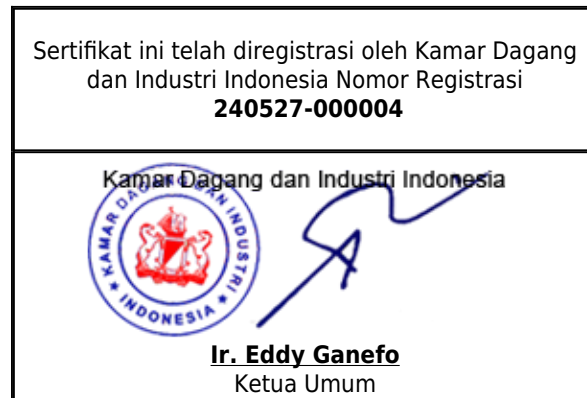 Sertifikat ini telah diregistrasi oleh Kamar Dagang
dan Industri Indonesia Nomor Registrasi
240527-000004
Kamar Dagang dan Industri Indonesia
KAMAR DAGANG DAN INDUSTRI
INDONESIA
Ir. Eddy Ganefo
Ketua Umum